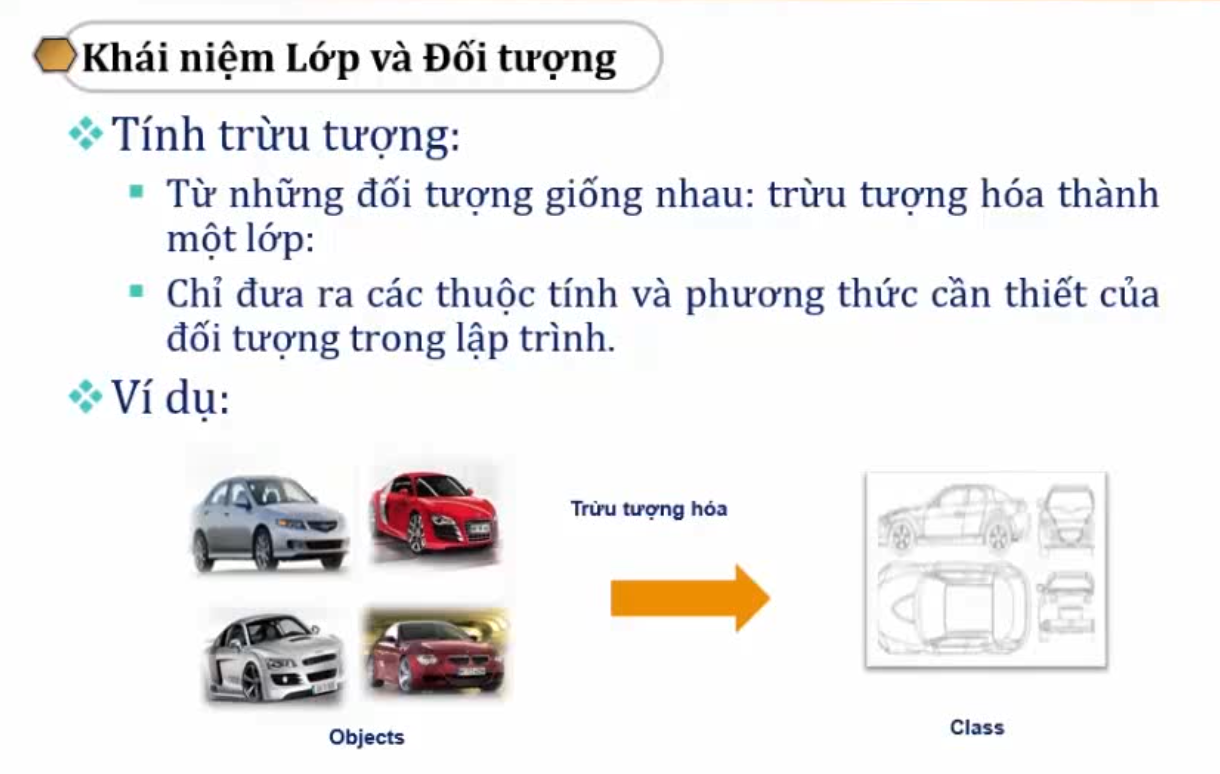 Khái niệm Lớp và Đối tượng
Tính trừu tượng:
Từ những đối tượng giống nhau: trừu tượng hóa thành
một lớp:
Chỉ đưa ra các thuộc tính và phương thức cần thiết của
đối tượng trong lập trình.
Ví dụ:
Trừu tượng hóa
Objects
Class